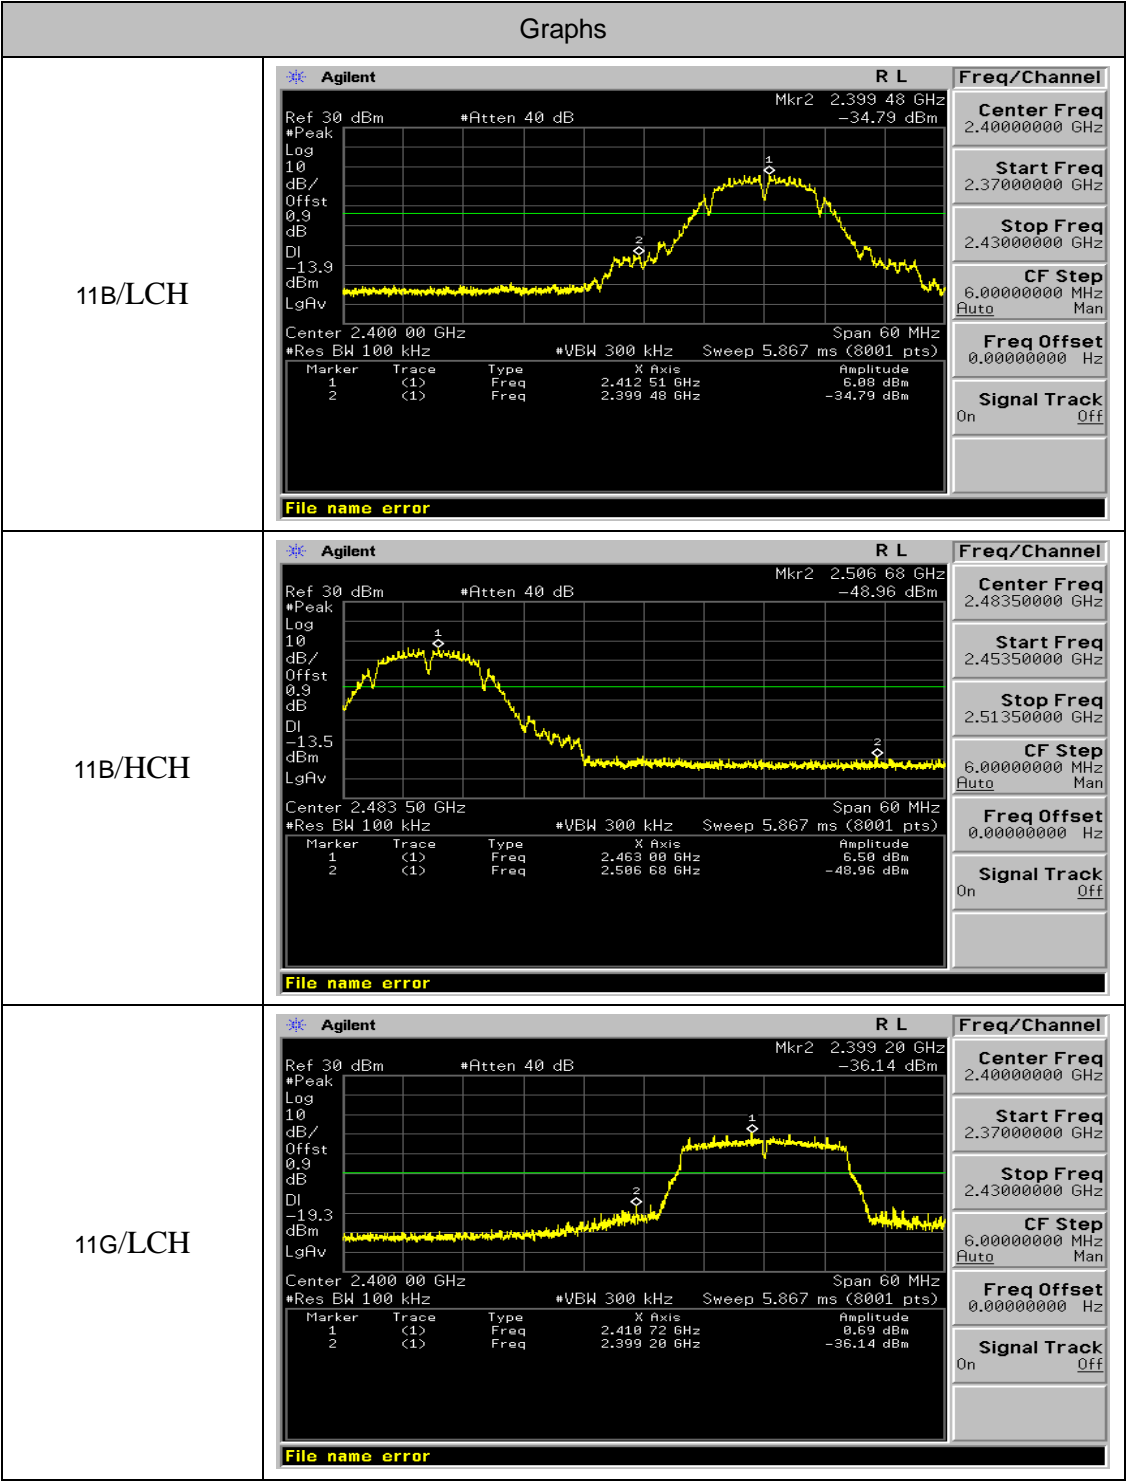 Graphs
11B/LCH
Agilent
R L
Freq/Channel
Mkr2 2.399 48 GHz
Ref 30 dBm #Atten 40 dB -34.79 dBm
#Peak
Log
10
dB/
Offst
0.9
dB
DI
-13.9
dBm
LgAv
1
2
Center 2.400 00 GHz Span 60 MHz
#Res BW 100 kHz #VBW 300 kHz Sweep 5.867 ms (8001 pts)
Marker Trace Type X Axis Amplitude
1 (1) Freq 2.412 51 GHz 6.08 dBm
2 (1) Freq 2.399 48 GHz -34.79 dBm
Center Freq
2.40000000 GHz
Start Freq
2.37000000 GHz
Stop Freq
2.43000000 GHz
CF Step
6.00000000 MHz
Auto Man
Freq Offset
0.00000000 Hz
Signal Track
On Off
File name error
11B/HCH
Agilent
R L
Freq/Channel
Mkr2 2.506 68 GHz
Ref 30 dBm #Atten 40 dB -48.96 dBm
#Peak
Log
10
dB/
Offst
0.9
dB
DI
-13.5
dBm
LgAv
1
2
Center 2.483 50 GHz Span 60 MHz
#Res BW 100 kHz #VBW 300 kHz Sweep 5.867 ms (8001 pts)
Marker Trace Type X Axis Amplitude
1 (1) Freq 2.463 00 GHz 6.50 dBm
2 (1) Freq 2.506 68 GHz -48.96 dBm
Center Freq
2.48350000 GHz
Start Freq
2.45350000 GHz
Stop Freq
2.51350000 GHz
CF Step
6.00000000 MHz
Auto Man
Freq Offset
0.00000000 Hz
Signal Track
On Off
File name error
11G/LCH
Agilent
R L
Freq/Channel
Mkr2 2.399 20 GHz
Ref 30 dBm #Atten 40 dB -36.14 dBm
#Peak
Log
10
dB/
Offst
0.9
dB
DI
-19.3
dBm
LgAv
1
2
Center 2.400 00 GHz Span 60 MHz
#Res BW 100 kHz #VBW 300 kHz Sweep 5.867 ms (8001 pts)
Marker Trace Type X Axis Amplitude
1 (1) Freq 2.410 72 GHz 0.69 dBm
2 (1) Freq 2.399 20 GHz -36.14 dBm
Center Freq
2.40000000 GHz
Start Freq
2.37000000 GHz
Stop Freq
2.43000000 GHz
CF Step
6.00000000 MHz
Auto Man
Freq Offset
0.00000000 Hz
Signal Track
On Off
File name error